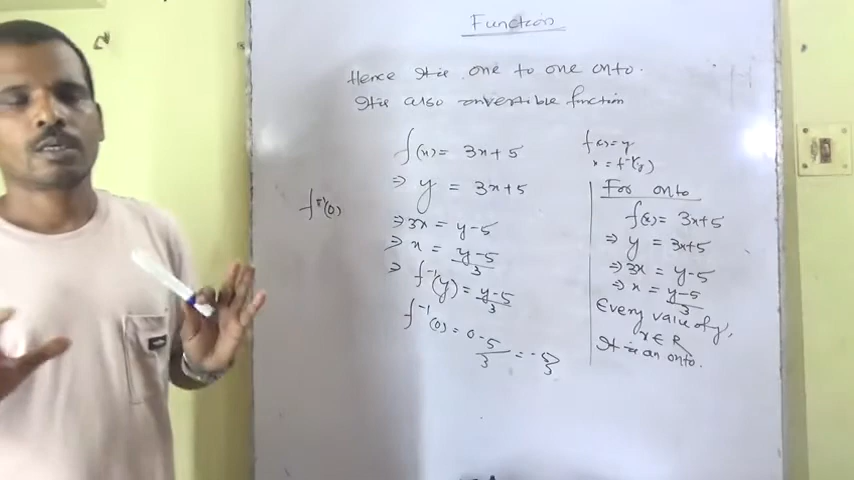 Function
Hence It is one to one onto.
It is also invertible function
f(x) = 3x + 5
⇒ y = 3x + 5
⇒ 3x = y - 5
⇒ x = y-5/3
⇒ f⁻¹(y) = y-5/3
f⁻¹(0) = 0-5/3 = -5/3
f⁻¹(0)
f(x) = y
x = f⁻¹(y)
For onto
f(x) = 3x+5
⇒ y = 3x+5
⇒ 3x = y-5
⇒ x = y-5/3
Every value of y,
x ∈ R
It is an onto.